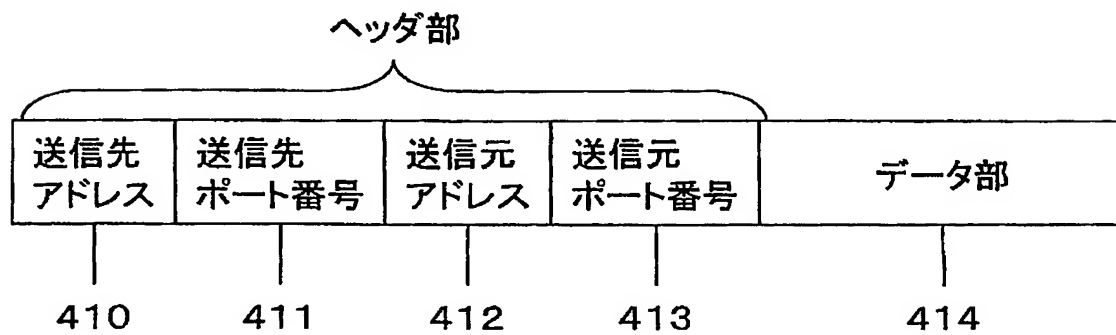 ヘッダ部
送信先 送信先 送信元 送信元
アドレス ポート番号 アドレス ポート番号 データ部
410 411 412 413 414